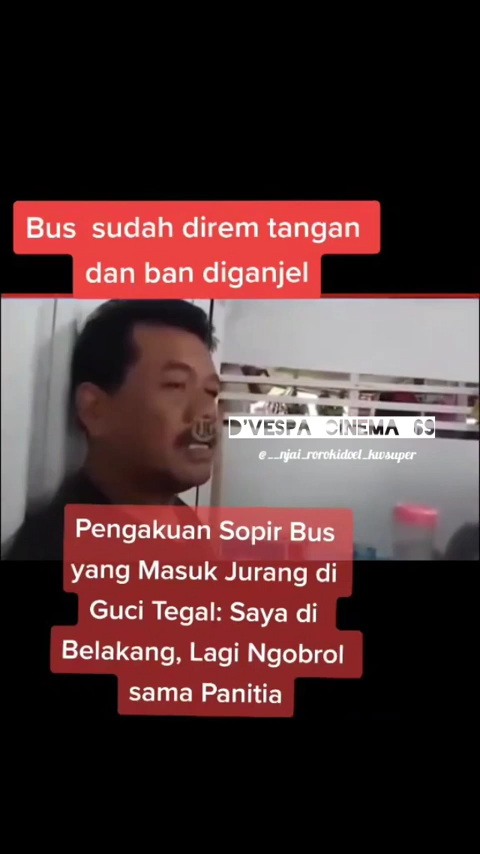 Bus sudah direm tangan
dan ban diganjel
D'VESPA CINEMA 69
@__njai_rorokidoel_kwsuper
Pengakuan Sopir Bus
yang Masuk Jurang di
Guci Tegal: Saya di
Belakang, Lagi Ngobrol
sama Panitia